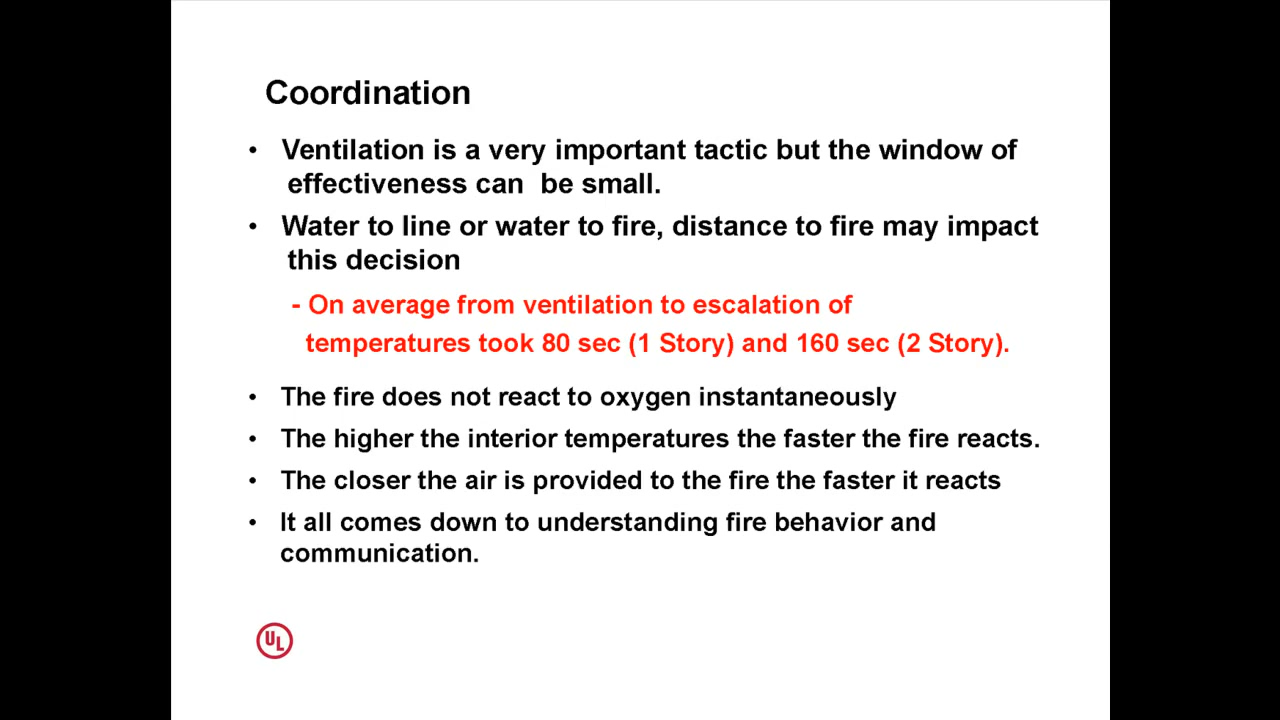 Coordination
• Ventilation is a very important tactic but the window of
effectiveness can be small.
• Water to line or water to fire, distance to fire may impact
this decision
- On average from ventilation to escalation of
temperatures took 80 sec (1 Story) and 160 sec (2 Story).
• The fire does not react to oxygen instantaneously
• The higher the interior temperatures the faster the fire reacts.
• The closer the air is provided to the fire the faster it reacts
• It all comes down to understanding fire behavior and
communication.
UL